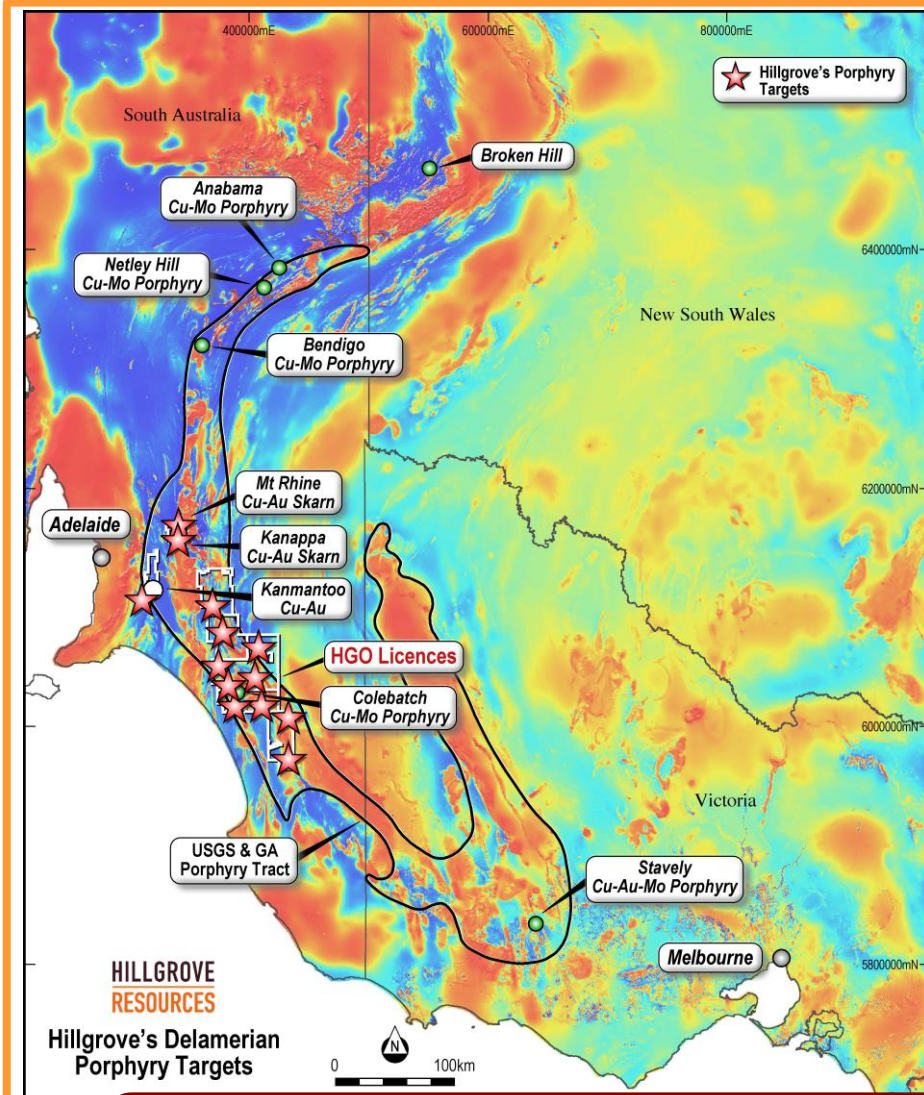 400000mE
600000mE
800000mE
Hillgrove's Porphyry
Targets
South Australia
Broken Hill
Anabama
Cu-Mo Porphyry
Netley Hill
Cu-Mo Porphyry
6400000mN
New South Wales
Bendigo
Cu-Mo Porphyry
Mt Rhine
Cu-Au Skarn
6200000mN
Adelaide
Kanappa
Cu-Au Skarn
Kanmantoo
Cu-Au
HGO Licences
Colebatch
Cu-Mo Porphyry
6000000mN
Victoria
USGS & GA
Porphyry Tract
Stavely
Cu-Au-Mo Porphyry
Melbourne
5800000mN
HILLGROVE
RESOURCES
Hillgrove's Delamerian
Porphyry Targets
N
0
100km